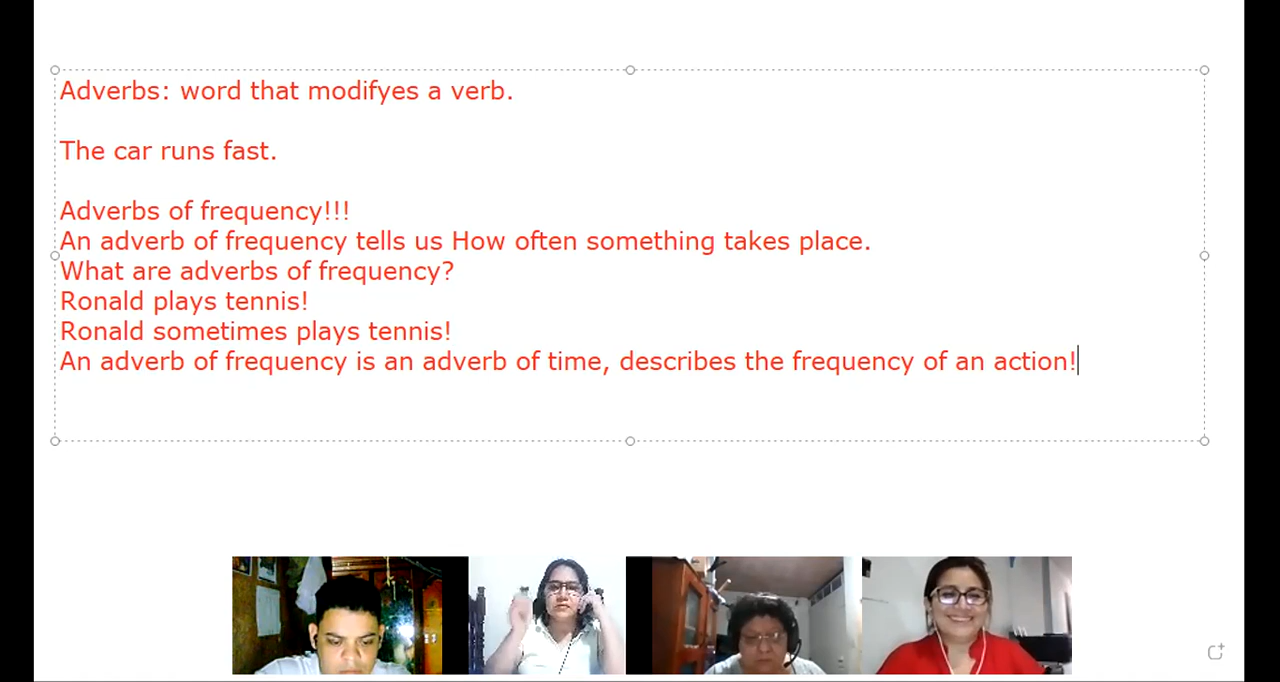 Adverbs: word that modifyes a verb.
The car runs fast.
Adverbs of frequency!!!
An adverb of frequency tells us How often something takes place.
What are adverbs of frequency?
Ronald plays tennis!
Ronald sometimes plays tennis!
An adverb of frequency is an adverb of time, describes the frequency of an action!